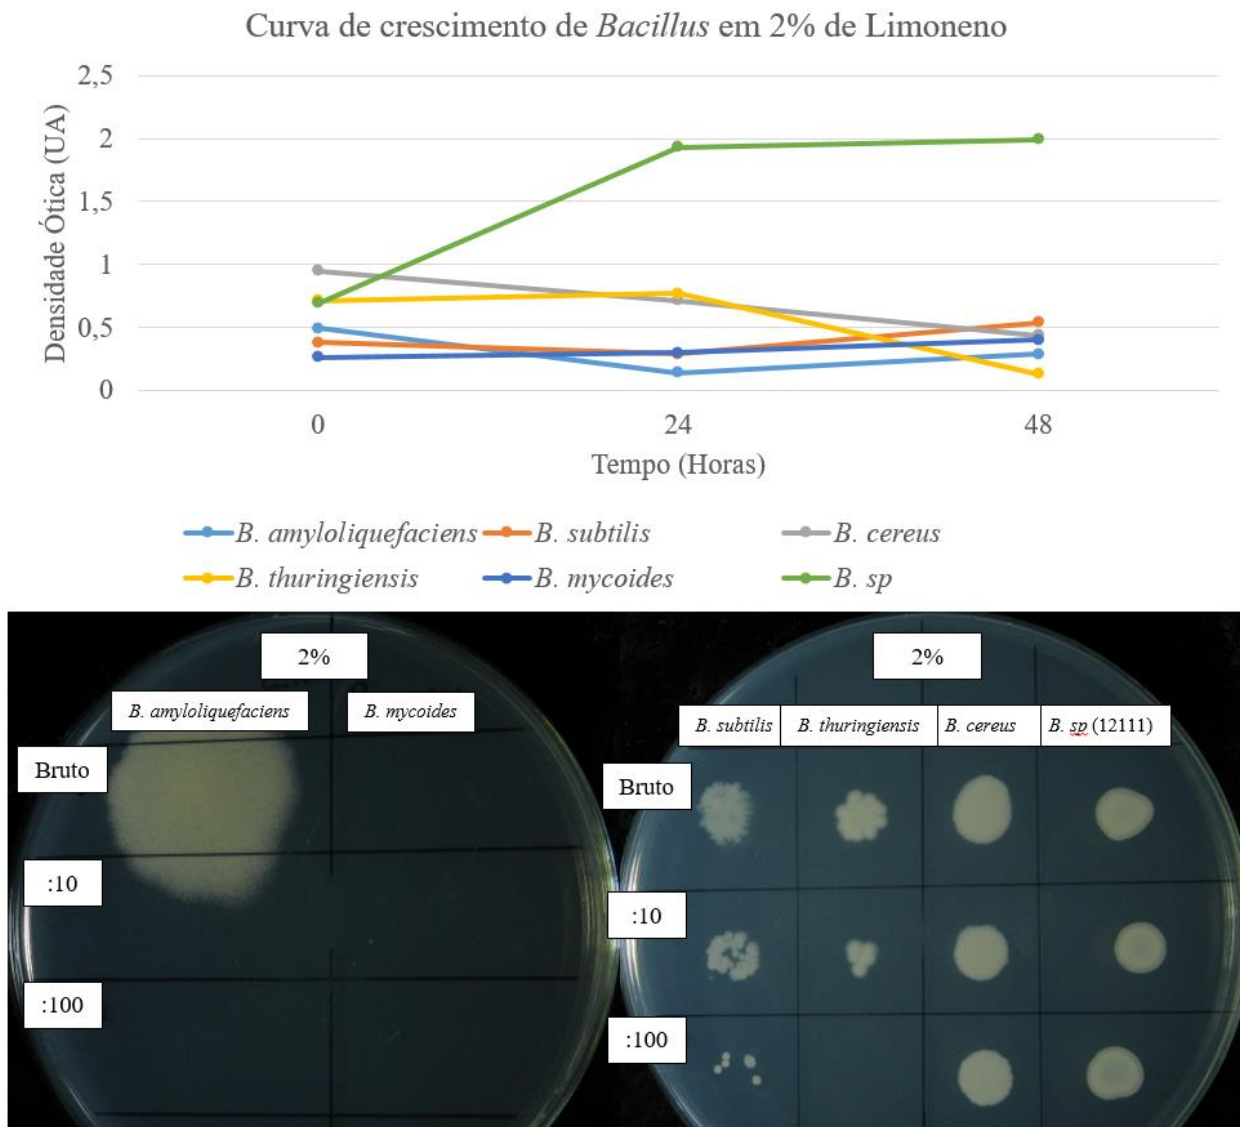 Curva de crescimento de Bacillus em 2% de Limoneno
Densidade Ótica (UA)
2,5
2
1,5
1
0,5
0
0 24 48
Tempo (Horas)
B. amyloliquefaciens B. subtilis B. cereus
B. thuringiensis B. mycoides B. sp
2%
B. amyloliquefaciens B. mycoides
Bruto
:10
:100
2%
B. subtilis B. thuringiensis B. cereus B. sp (12111)
Bruto
:10
:100